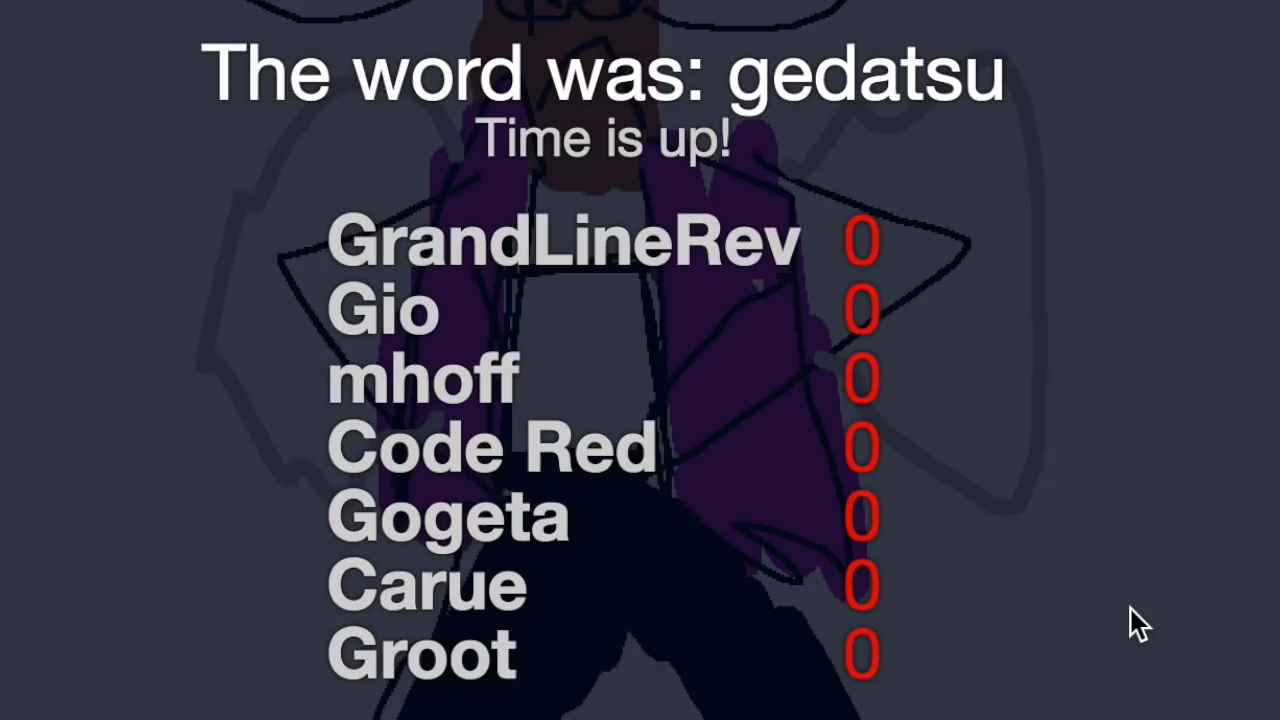 The word was: gedatsu
Time is up!
GrandLineRev 0
Gio 0
mhoff 0
Code Red 0
Gogeta 0
Carue 0
Groot 0